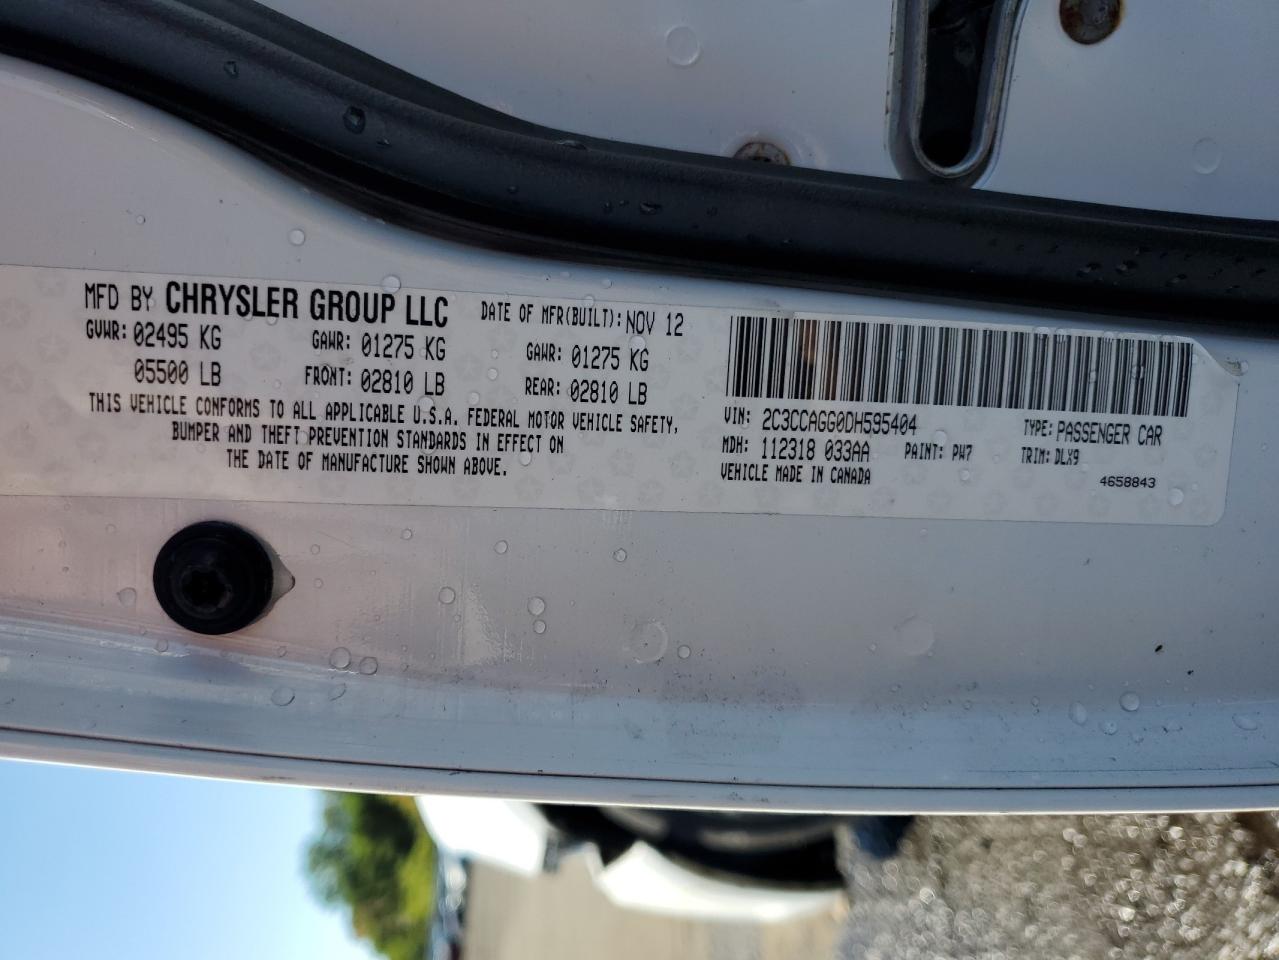 MFD BY CHRYSLER GROUP LLC DATE OF MFR(BUILT): NOV 12
GVWR: 02495 KG GAWR: 01275 KG GAWR: 01275 KG
05500 LB FRONT: 02810 LB REAR: 02810 LB
THIS VEHICLE CONFORMS TO ALL APPLICABLE U.S.A. FEDERAL MOTOR VEHICLE SAFETY,
BUMPER AND THEFT PREVENTION STANDARDS IN EFFECT ON
THE DATE OF MANUFACTURE SHOWN ABOVE.
VIN: 2C3CCAGG0DH595404 TYPE: PASSENGER CAR
MDH: 112318 033AA PAINT: PW7 TRIM: DLX9
VEHICLE MADE IN CANADA 4658843